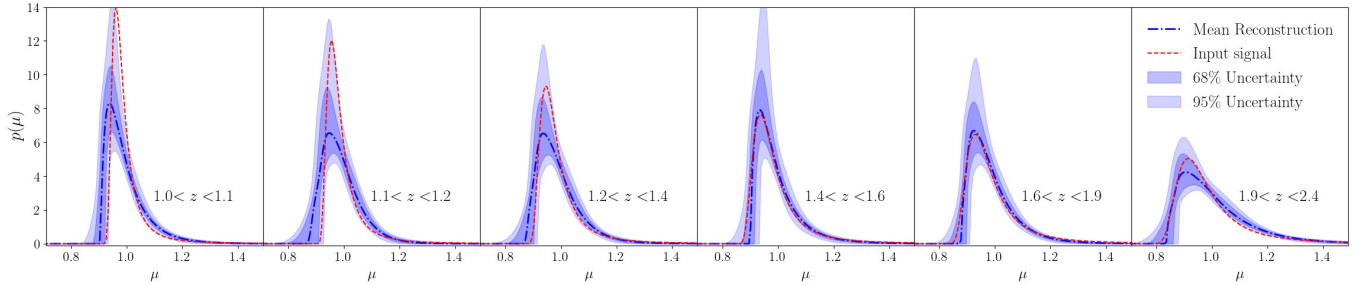 14
12
10
8
6
4
2
0
p(μ)
1.0< z <1.1
1.1< z <1.2
1.2< z <1.4
1.4< z <1.6
1.6< z <1.9
1.9< z <2.4
Mean Reconstruction
Input signal
68% Uncertainty
95% Uncertainty
0.8 1.0 1.2 1.4 0.8 1.0 1.2 1.4 0.8 1.0 1.2 1.4 0.8 1.0 1.2 1.4 0.8 1.0 1.2 1.4 0.8 1.0 1.2 1.4
μ μ μ μ μ μ